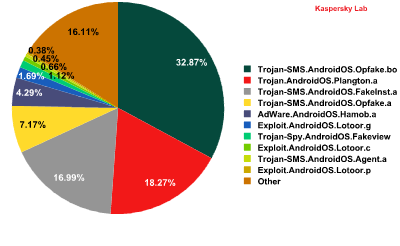 Kaspersky Lab
16.11%
0.38%
0.45%
0.66%
1.12%
1.69%
4.29%
7.17%
16.99%
18.27%
32.87%
Trojan-SMS.AndroidOS.Opfake.bo
Trojan.AndroidOS.Plangton.a
Trojan-SMS.AndroidOS.FakeInst.a
Trojan-SMS.AndroidOS.Opfake.a
AdWare.AndroidOS.Hamob.a
Exploit.AndroidOS.Lotoor.g
Trojan-Spy.AndroidOS.Fakeview
Exploit.AndroidOS.Lotoor.c
Trojan-SMS.AndroidOS.Agent.a
Exploit.AndroidOS.Lotoor.p
Other